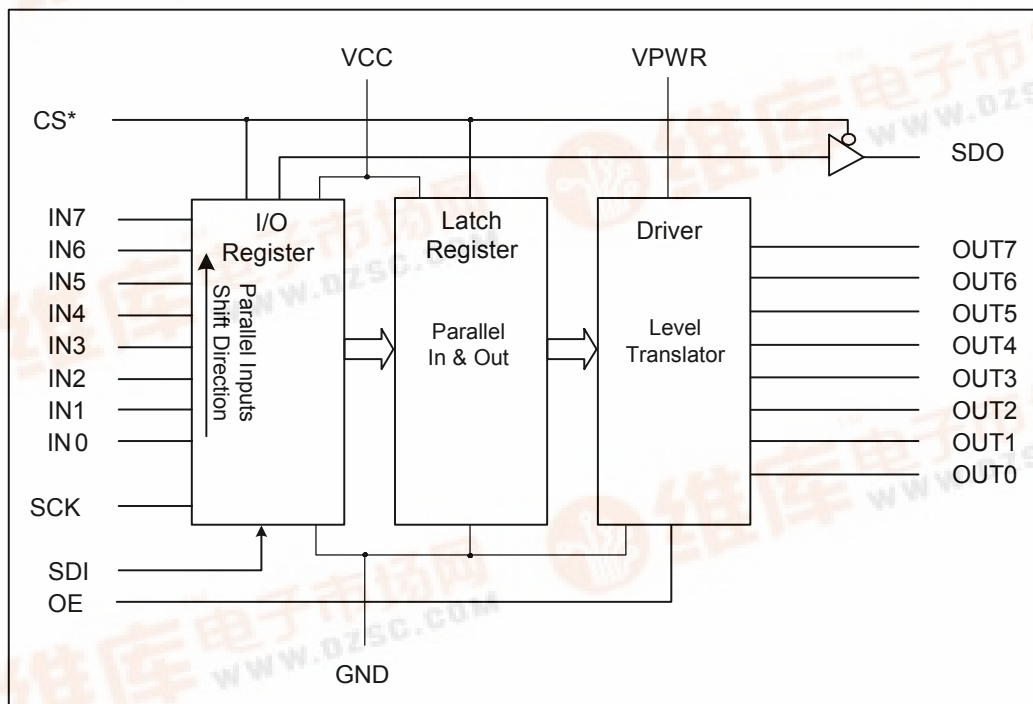 VCC
VPWR
CS*
SDO
IN7
IN6
IN5
IN4
IN3
IN2
IN1
IN0
SCK
SDI
OE
I/O
Register
Parallel Inputs
Shift Direction
Latch
Register
Parallel
In & Out
Driver
Level
Translator
OUT7
OUT6
OUT5
OUT4
OUT3
OUT2
OUT1
OUT0
GND
维库电子市场网
WWW.DZSC.COM